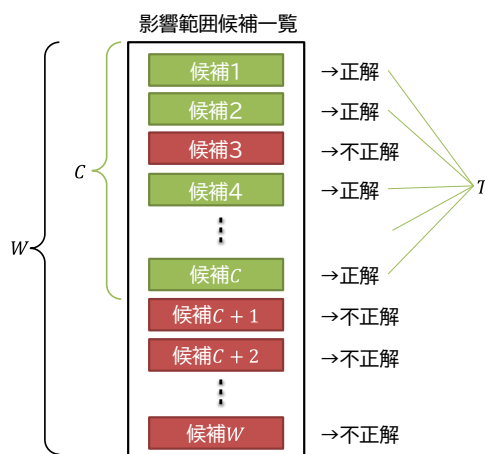 影響範囲候補一覧
候補1 →正解
候補2 →正解
候補3 →不正解
C
候補4 →正解
T
W
候補C →正解
候補C + 1 →不正解
候補C + 2 →不正解
候補W →不正解